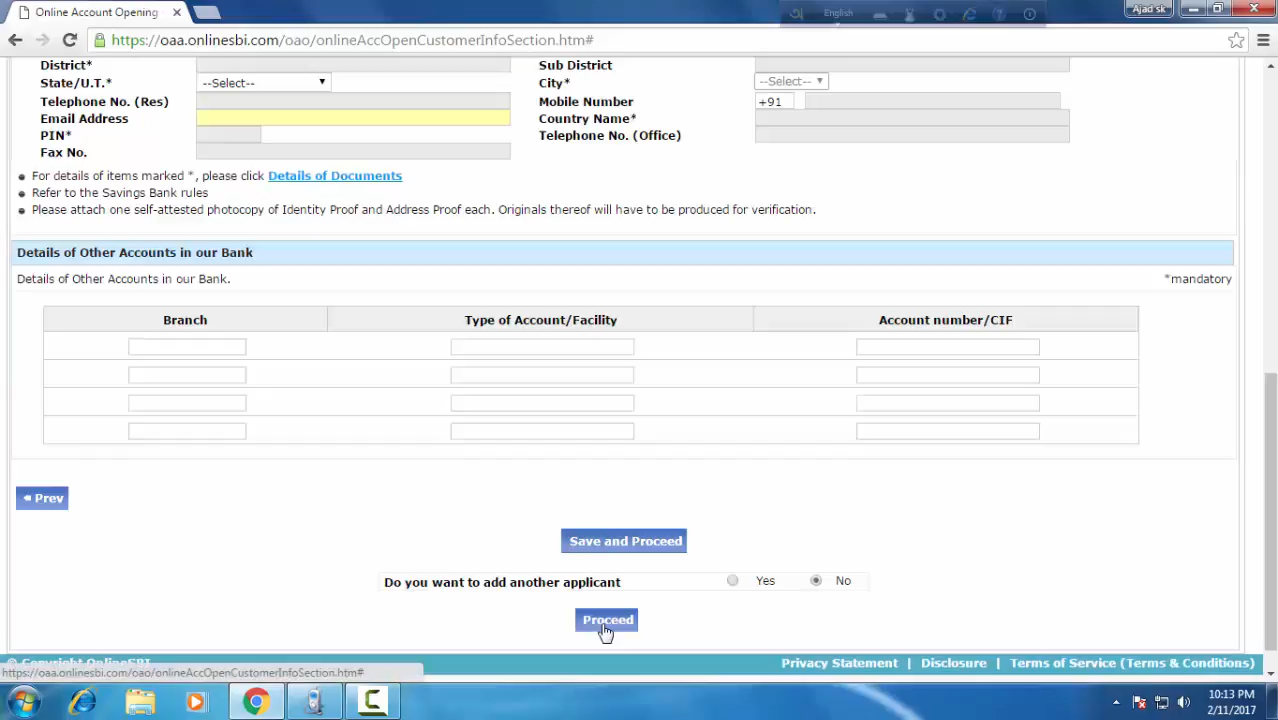 Online Account Opening
English
Ajad sk
https://oaa.onlinesbi.com/oao/onlineAccOpenCustomerInfoSection.htm#
District*
Sub District
State/U.T.* --Select--
City* --Select--
Telephone No. (Res)
Mobile Number +91
Email Address
Country Name*
PIN*
Telephone No. (Office)
Fax No.
For details of items marked *, please click Details of Documents
Refer to the Savings Bank rules
Please attach one self-attested photocopy of Identity Proof and Address Proof each. Originals thereof will have to be produced for verification.
Details of Other Accounts in our Bank
Details of Other Accounts in our Bank. *mandatory
Branch Type of Account/Facility Account number/CIF
Prev
Save and Proceed
Do you want to add another applicant Yes No
Proceed
© Copyright OnlineSBI
Privacy Statement | Disclosure | Terms of Service (Terms & Conditions)
https://oaa.onlinesbi.com/oao/onlineAccOpenCustomerInfoSection.htm#
10:13 PM
2/11/2017